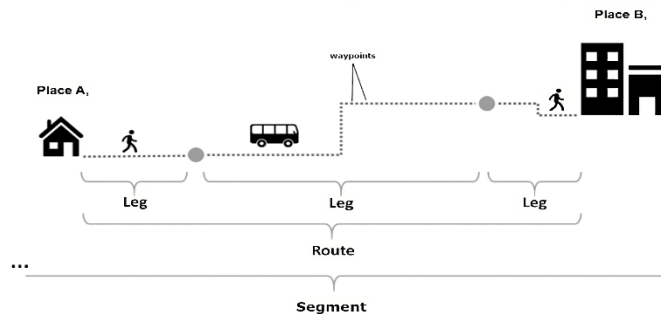 Place B,
waypoints
Place A,
Leg
Leg
Leg
Route
...
Segment